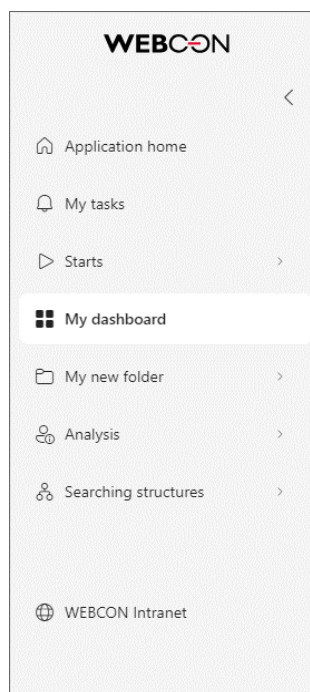 WEBCON
Application home
My tasks
Starts
My dashboard
My new folder
Analysis
Searching structures
WEBCON Intranet